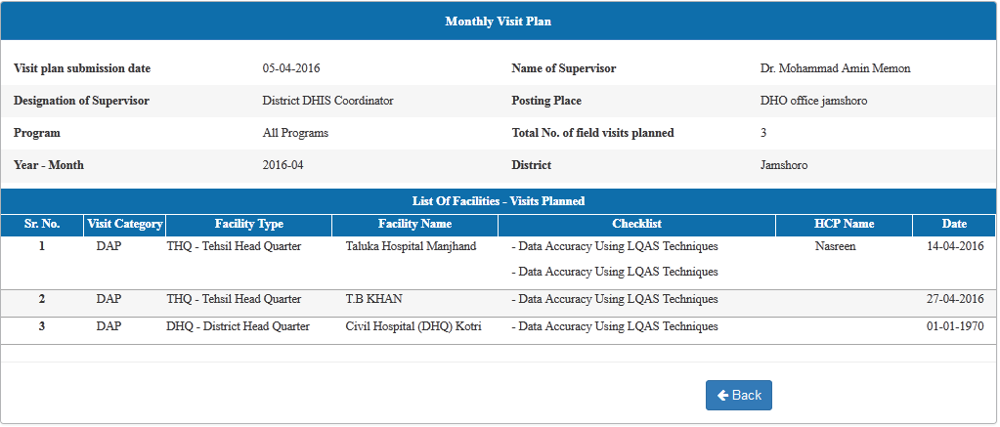 Monthly Visit Plan
Visit plan submission date 05-04-2016 Name of Supervisor Dr. Mohammad Amin Memon
Designation of Supervisor District DHIS Coordinator Posting Place DHO office jamshoro
Program All Programs Total No. of field visits planned 3
Year - Month 2016-04 District Jamshoro
List Of Facilities - Visits Planned
Sr. No. Visit Category Facility Type Facility Name Checklist HCP Name Date
1 DAP THQ - Tehsil Head Quarter Taluka Hospital Manjhand - Data Accuracy Using LQAS Techniques Nasreen 14-04-2016
- Data Accuracy Using LQAS Techniques
2 DAP THQ - Tehsil Head Quarter T.B KHAN - Data Accuracy Using LQAS Techniques 27-04-2016
3 DAP DHQ - District Head Quarter Civil Hospital (DHQ) Kotri - Data Accuracy Using LQAS Techniques 01-01-1970
Back